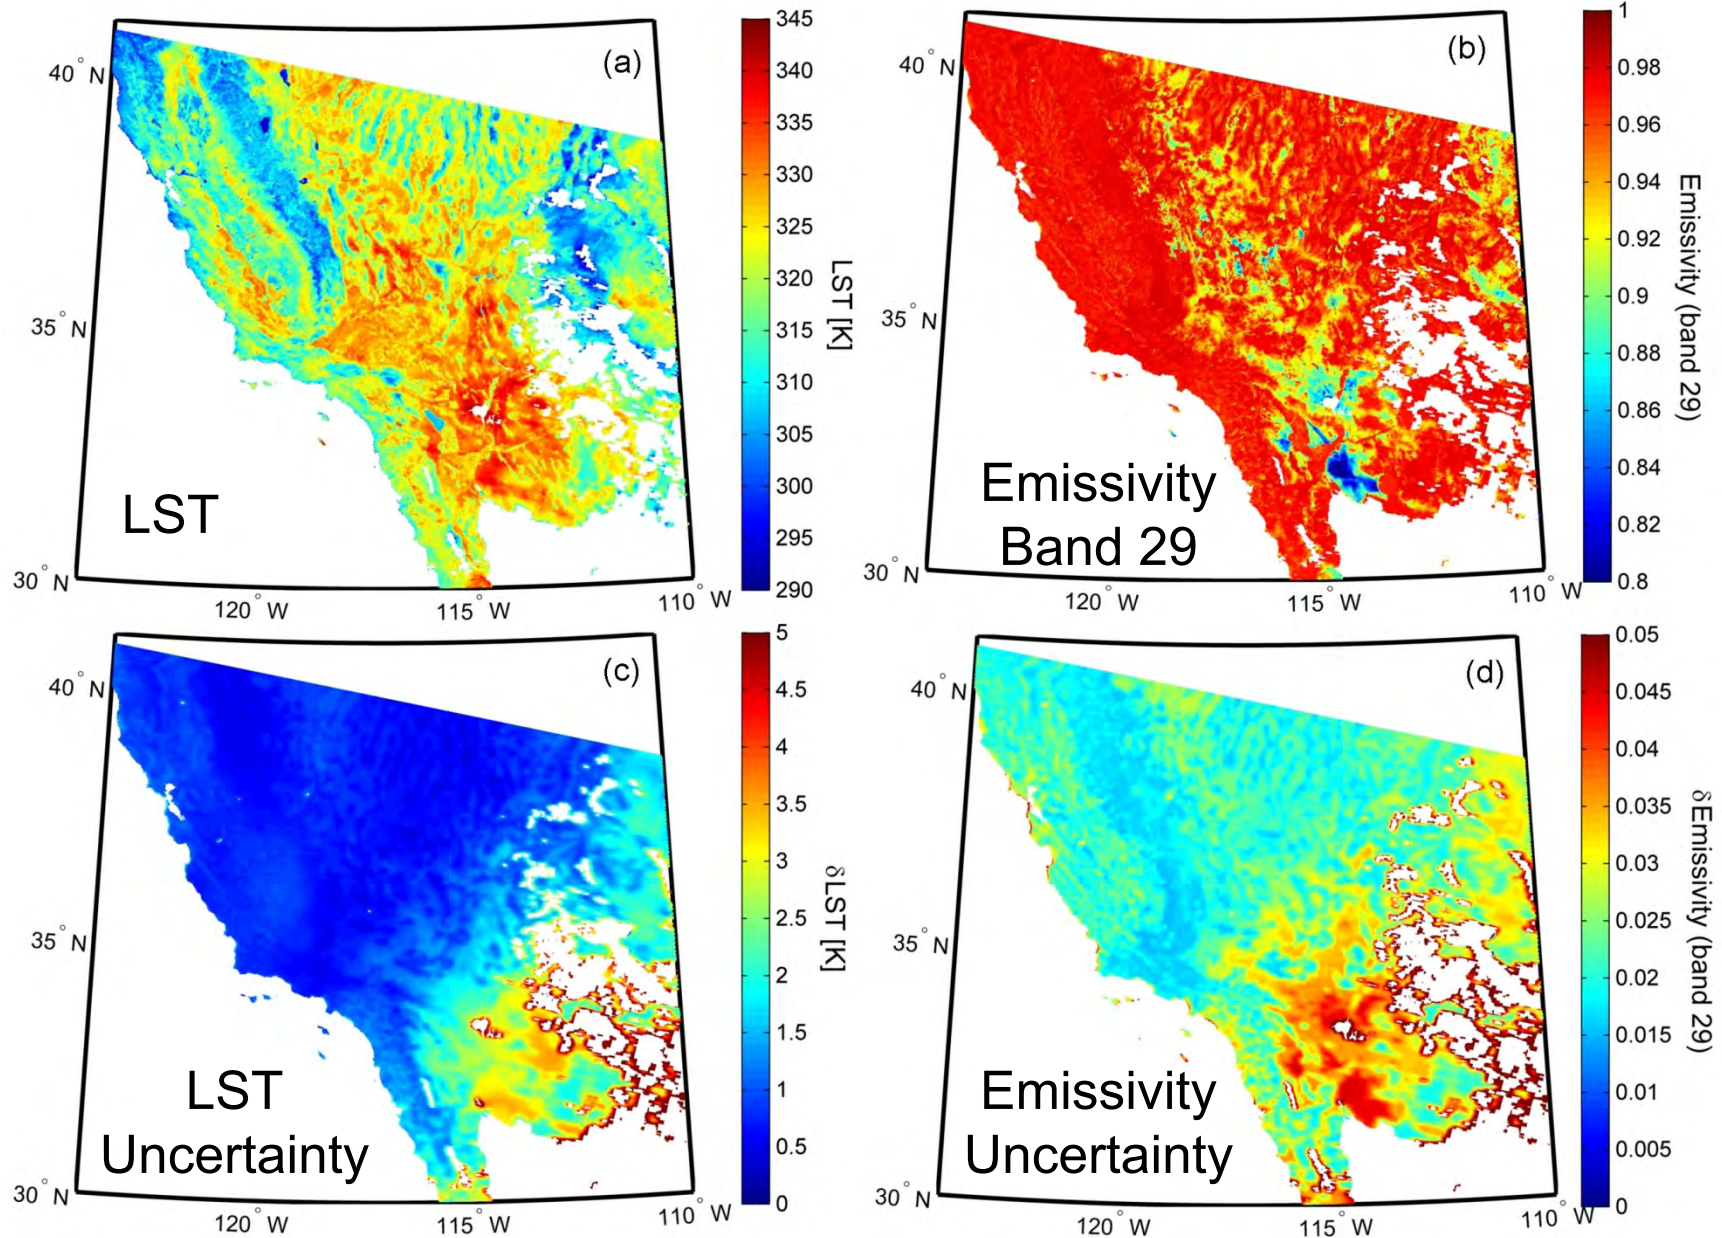 (a)
40° N
35° N
30° N
120° W
115° W
110° W
LST
345
340
335
330
325
320
315
310
305
300
295
290
LST [K]
(b)
40° N
35° N
30° N
120° W
115° W
110° W
Emissivity
Band 29
1
0.98
0.96
0.94
0.92
0.9
0.88
0.86
0.84
0.82
0.8
Emissivity (band 29)
(c)
40° N
35° N
30° N
120° W
115° W
110° W
LST
Uncertainty
5
4.5
4
3.5
3
2.5
2
1.5
1
0.5
0
δLST [K]
(d)
40° N
35° N
30° N
120° W
115° W
110° W
Emissivity
Uncertainty
0.05
0.045
0.04
0.035
0.03
0.025
0.02
0.015
0.01
0.005
0
δEmissivity (band 29)